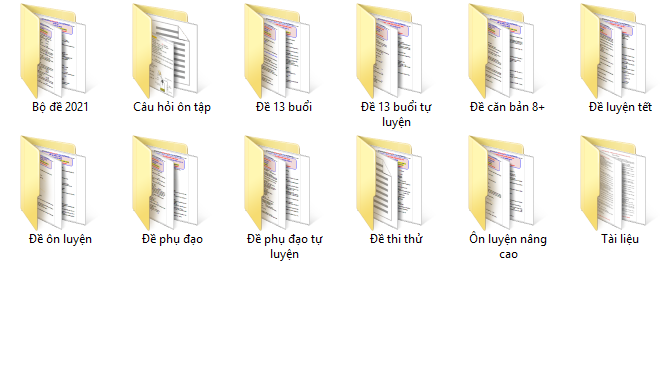 Bộ đề 2021
Câu hỏi ôn tập
Đề 13 buổi
Đề 13 buổi tự
luyện
Đề căn bản 8+
Đề luyện tết
Đề ôn luyện
Đề phụ đạo
Đề phụ đạo tự
luyện
Đề thi thử
Ôn luyện nâng
cao
Tài liệu